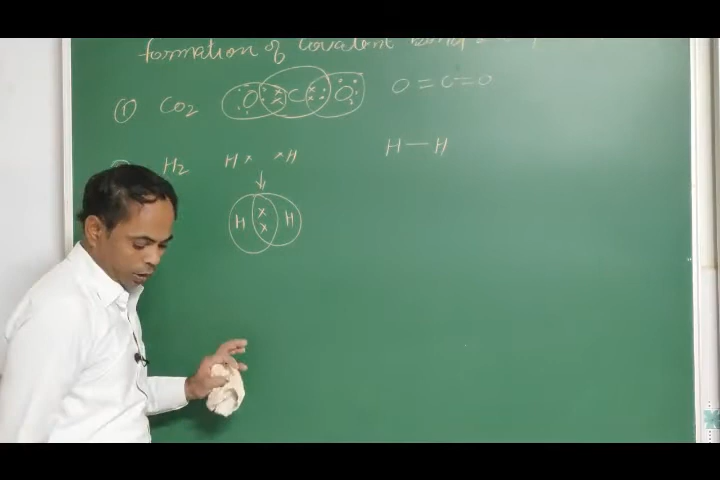 formation of covalent bond
① CO2 O C O O=C=O
H2 H× ×H H—H
↓
H × × H